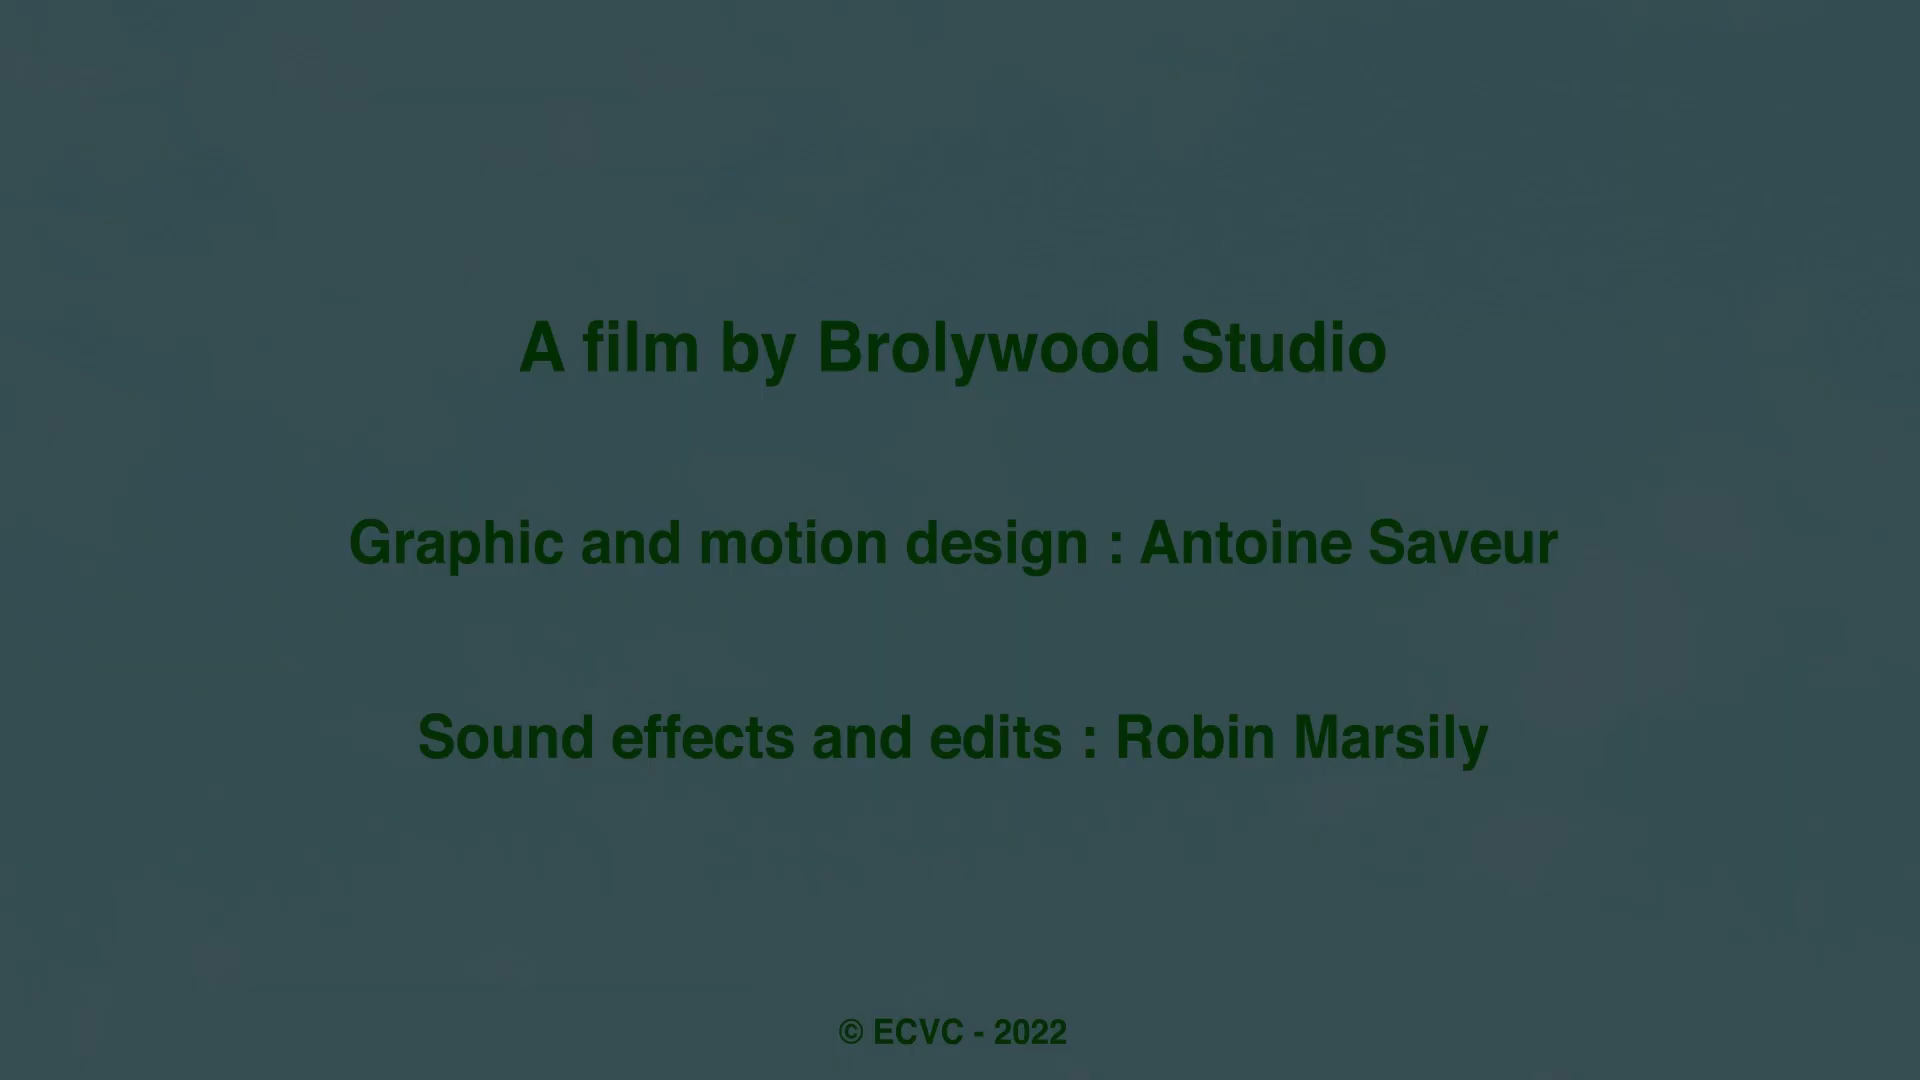 A film by Brolywood Studio
Graphic and motion design : Antoine Saveur
Sound effects and edits : Robin Marsily
© ECVC - 2022